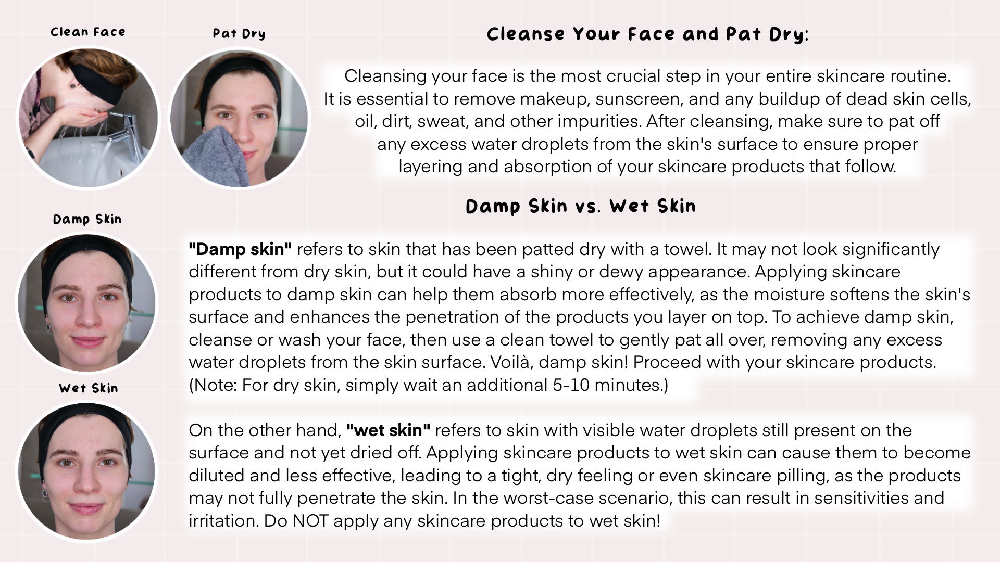 Clean Face
Pat Dry
Cleanse Your Face and Pat Dry:
Cleansing your face is the most crucial step in your entire skincare routine.
It is essential to remove makeup, sunscreen, and any buildup of dead skin cells,
oil, dirt, sweat, and other impurities. After cleansing, make sure to pat off
any excess water droplets from the skin's surface to ensure proper
layering and absorption of your skincare products that follow.
Damp Skin vs. Wet Skin
Damp Skin
"Damp skin" refers to skin that has been patted dry with a towel. It may not look significantly
different from dry skin, but it could have a shiny or dewy appearance. Applying skincare
products to damp skin can help them absorb more effectively, as the moisture softens the skin's
surface and enhances the penetration of the products you layer on top. To achieve damp skin,
cleanse or wash your face, then use a clean towel to gently pat all over, removing any excess
water droplets from the skin surface. Voilà, damp skin! Proceed with your skincare products.
(Note: For dry skin, simply wait an additional 5-10 minutes.)
Wet Skin
On the other hand, "wet skin" refers to skin with visible water droplets still present on the
surface and not yet dried off. Applying skincare products to wet skin can cause them to become
diluted and less effective, leading to a tight, dry feeling or even skincare pilling, as the products
may not fully penetrate the skin. In the worst-case scenario, this can result in sensitivities and
irritation. Do NOT apply any skincare products to wet skin!